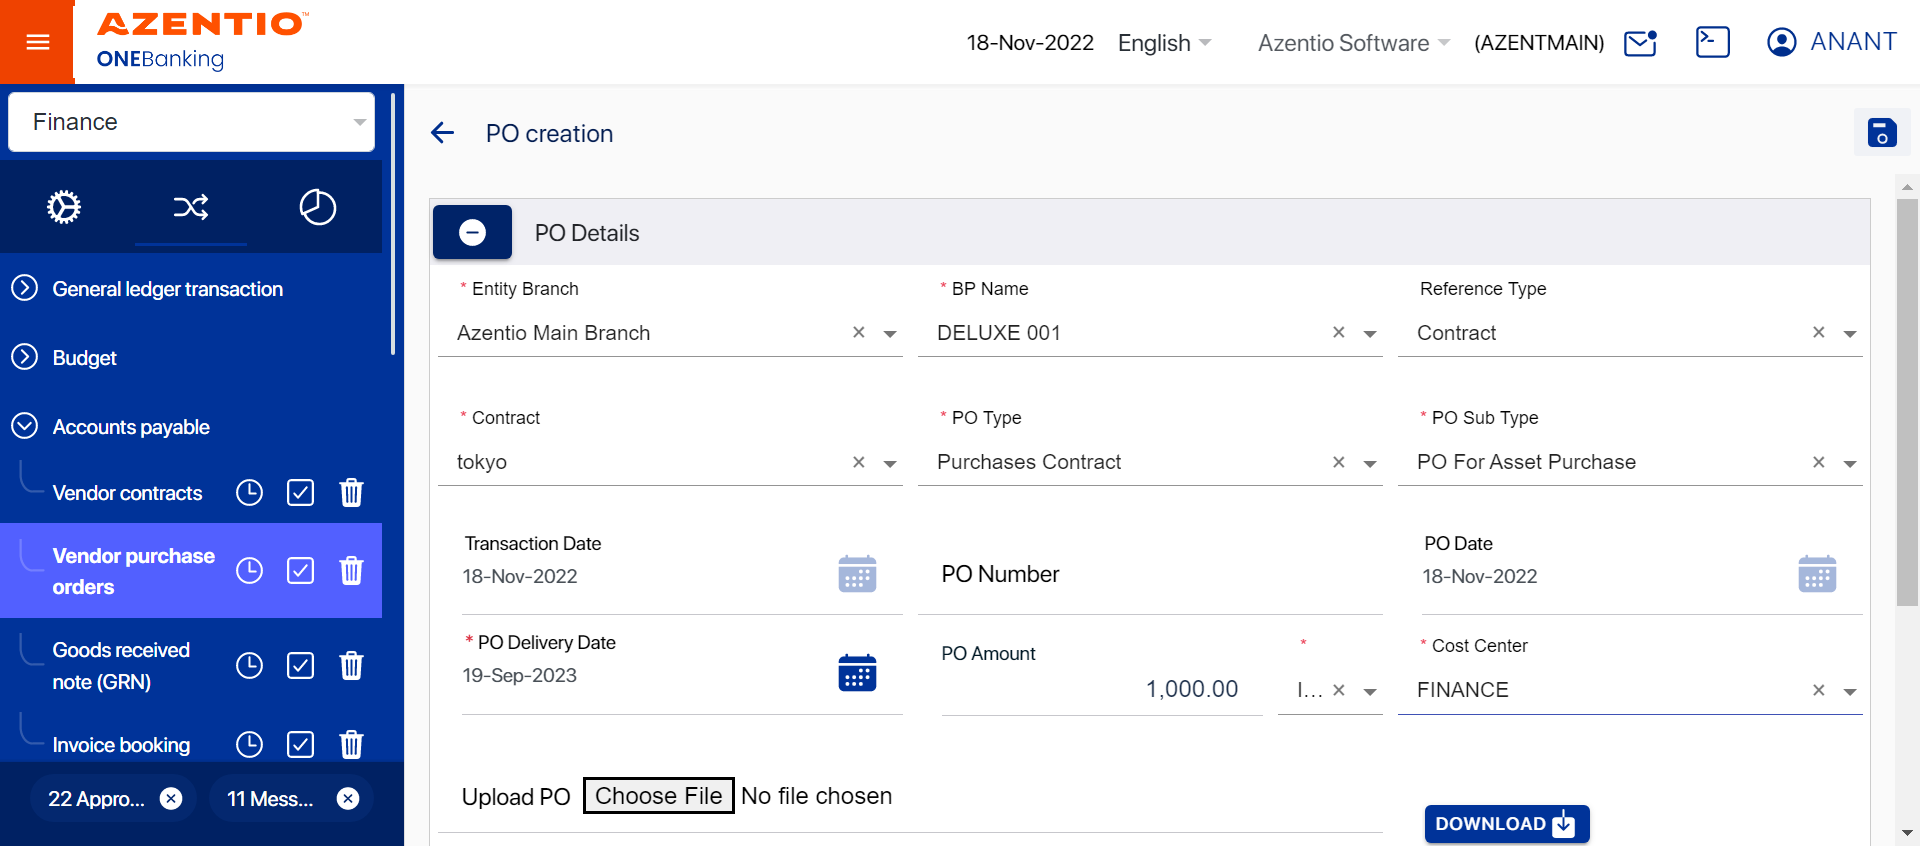 AZENTIO™
ONEBanking
18-Nov-2022 English Azentio Software (AZENTMAIN) ANANT
Finance
General ledger transaction
Budget
Accounts payable
Vendor contracts
Vendor purchase
orders
Goods received
note (GRN)
Invoice booking
22 Appro... 11 Mess...
PO creation
PO Details
* Entity Branch * BP Name Reference Type
Azentio Main Branch DELUXE 001 Contract
* Contract * PO Type * PO Sub Type
tokyo Purchases Contract PO For Asset Purchase
Transaction Date PO Date
18-Nov-2022 PO Number 18-Nov-2022
* PO Delivery Date PO Amount * * Cost Center
19-Sep-2023 1,000.00 I... FINANCE
Upload PO Choose File No file chosen
DOWNLOAD